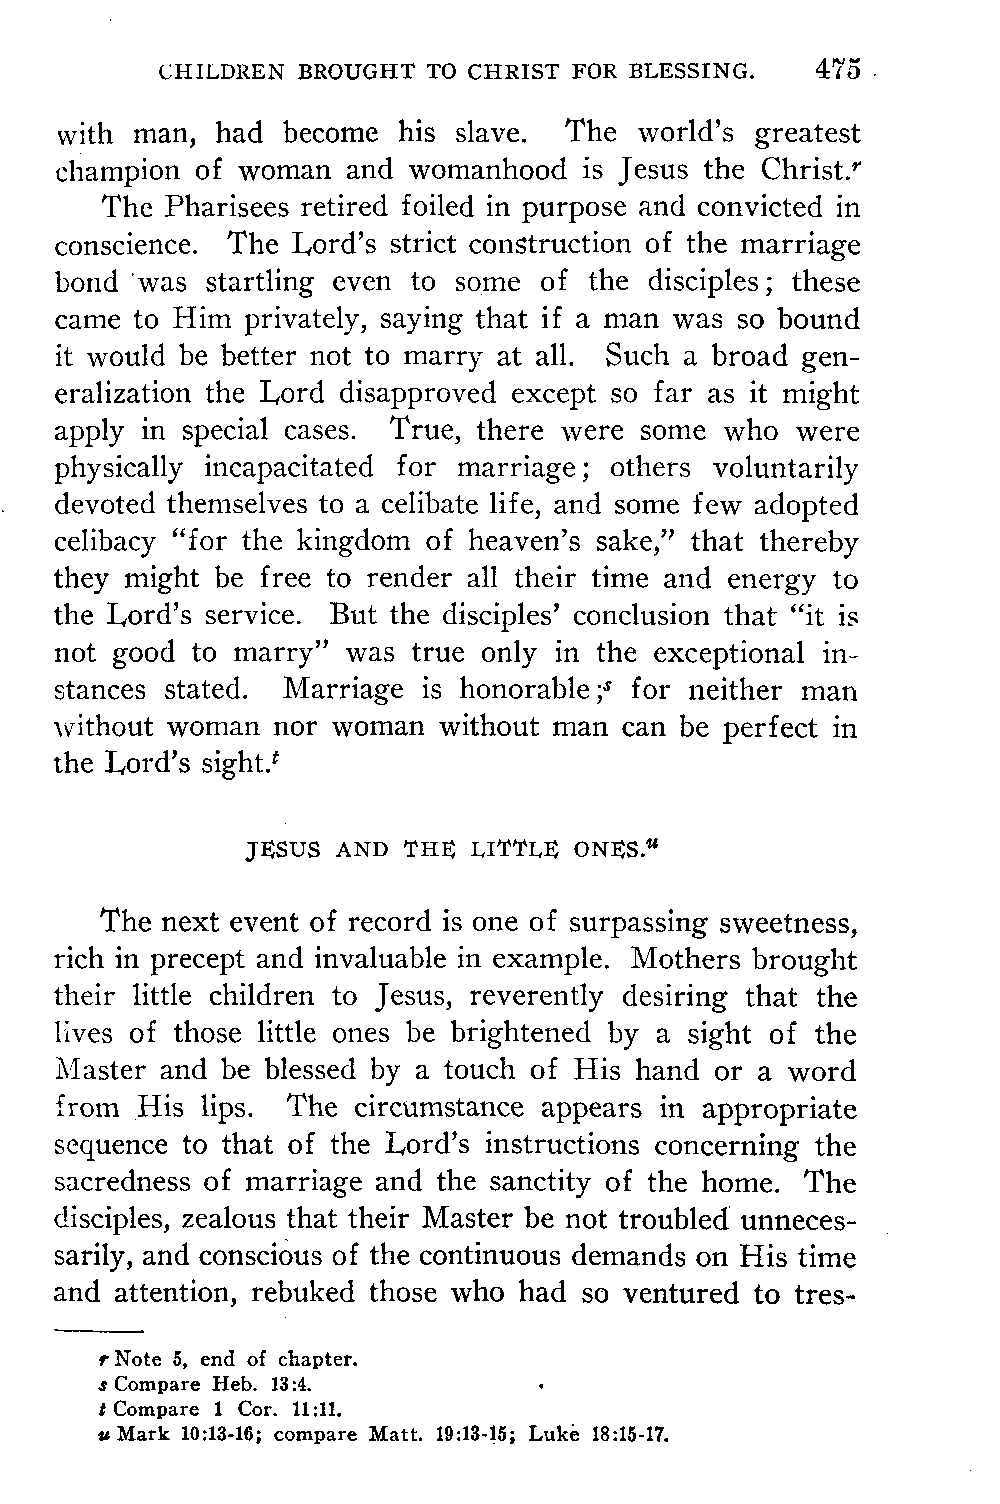 CHILDREN BROUGHT TO CHRIST FOR BLESSING. 475
with man, had become his slave. The world's greatest
champion of woman and womanhood is Jesus the Christ.r
The Pharisees retired foiled in purpose and convicted in
conscience. The Lord's strict construction of the marriage
bond was startling even to some of the disciples; these
came to Him privately, saying that if a man was so bound
it would be better not to marry at all. Such a broad gen-
eralization the Lord disapproved except so far as it might
apply in special cases. True, there were some who were
physically incapacitated for marriage; others voluntarily
devoted themselves to a celibate life, and some few adopted
celibacy "for the kingdom of heaven's sake," that thereby
they might be free to render all their time and energy to
the Lord's service. But the disciples' conclusion that "it is
not good to marry" was true only in the exceptional in-
stances stated. Marriage is honorable;s for neither man
without woman nor woman without man can be perfect in
the Lord's sight.t
JESUS AND THE LITTLE ONES.u
The next event of record is one of surpassing sweetness,
rich in precept and invaluable in example. Mothers brought
their little children to Jesus, reverently desiring that the
lives of those little ones be brightened by a sight of the
Master and be blessed by a touch of His hand or a word
from His lips. The circumstance appears in appropriate
sequence to that of the Lord's instructions concerning the
sacredness of marriage and the sanctity of the home. The
disciples, zealous that their Master be not troubled unneces-
sarily, and conscious of the continuous demands on His time
and attention, rebuked those who had so ventured to tres-
r Note 5, end of chapter.
s Compare Heb. 13:4.
t Compare 1 Cor. 11:11.
u Mark 10:13-16; compare Matt. 19:13-15; Luke 18:15-17.